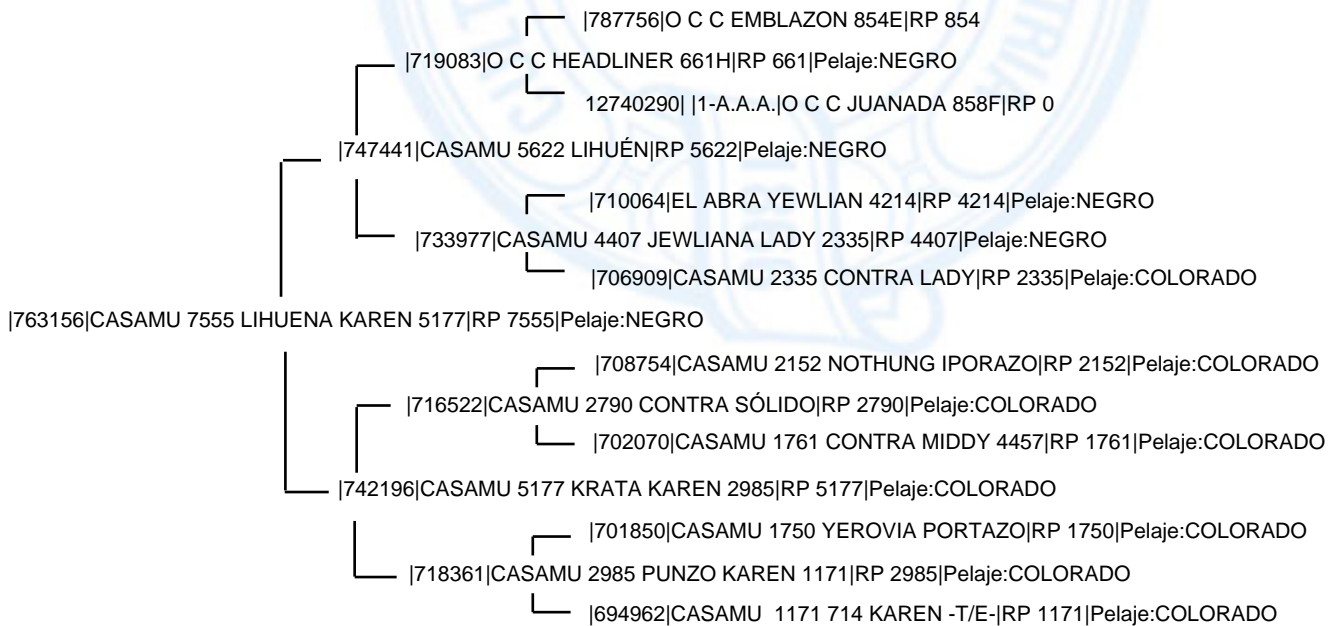 |787756|O C C EMBLAZON 854E|RP 854
|719083|O C C HEADLINER 661H|RP 661|Pelaje:NEGRO
12740290| |1-A.A.A.|O C C JUANADA 858F|RP 0
|747441|CASAMU 5622 LIHUÉN|RP 5622|Pelaje:NEGRO
|710064|EL ABRA YEWLIAN 4214|RP 4214|Pelaje:NEGRO
|733977|CASAMU 4407 JEWLIANA LADY 2335|RP 4407|Pelaje:NEGRO
|706909|CASAMU 2335 CONTRA LADY|RP 2335|Pelaje:COLORADO
|763156|CASAMU 7555 LIHUENA KAREN 5177|RP 7555|Pelaje:NEGRO
|708754|CASAMU 2152 NOTHUNG IPORAZO|RP 2152|Pelaje:COLORADO
|716522|CASAMU 2790 CONTRA SÓLIDO|RP 2790|Pelaje:COLORADO
|702070|CASAMU 1761 CONTRA MIDDY 4457|RP 1761|Pelaje:COLORADO
|742196|CASAMU 5177 KRATA KAREN 2985|RP 5177|Pelaje:COLORADO
|701850|CASAMU 1750 YEROVIA PORTAZO|RP 1750|Pelaje:COLORADO
|718361|CASAMU 2985 PUNZO KAREN 1171|RP 2985|Pelaje:COLORADO
|694962|CASAMU  1171 714 KAREN -T/E-|RP 1171|Pelaje:COLORADO